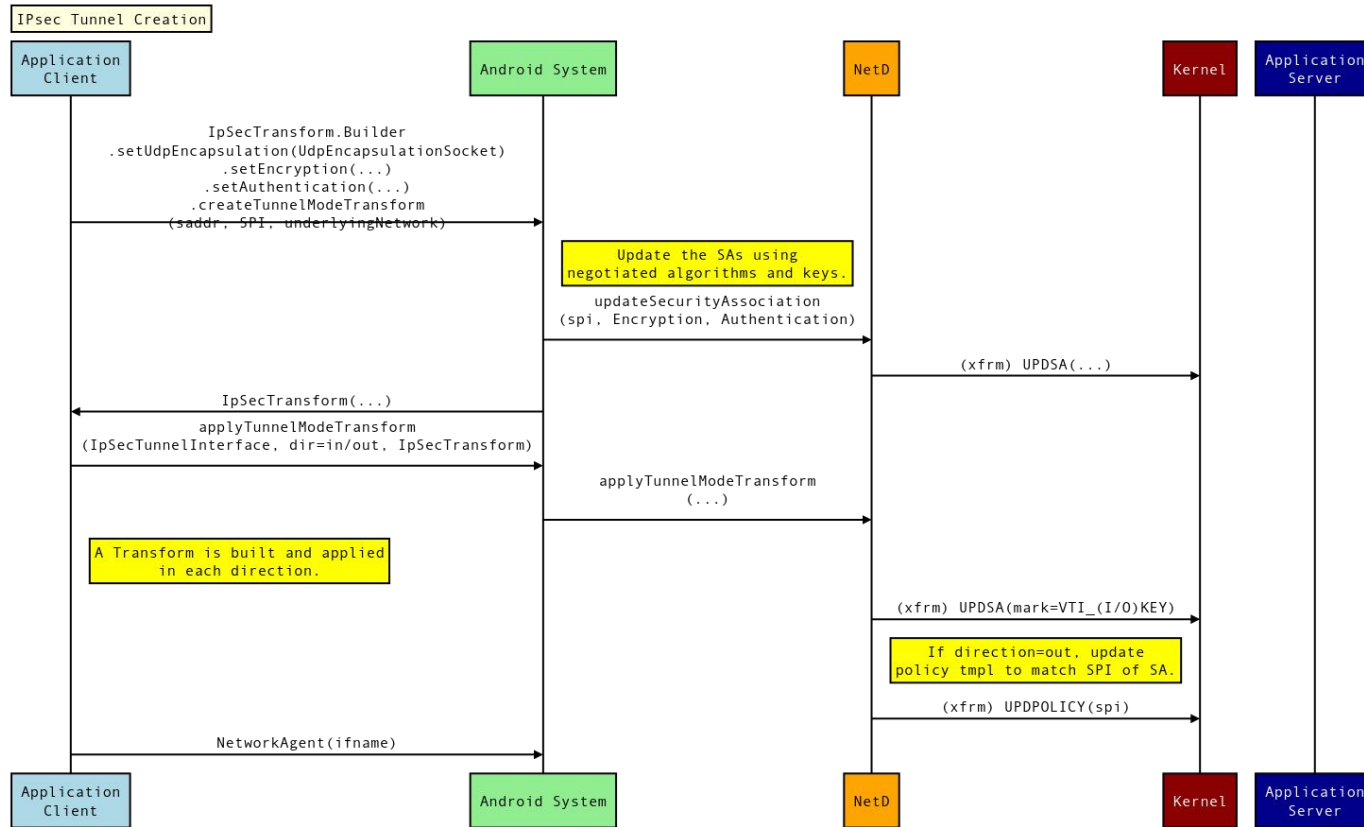 IPsec Tunnel Creation
Application
Client
Android System
NetD
Kernel
Application
Server
IpSecTransform.Builder
.setUdpEncapsulation(UdpEncapsulationSocket)
.setEncryption(...)
.setAuthentication(...)
.createTunnelModeTransform
(saddr, SPI, underlyingNetwork)
Update the SAs using
negotiated algorithms and keys.
updateSecurityAssociation
(spi, Encryption, Authentication)
(xfrm) UPDSA(...)
IpSecTransform(...)
applyTunnelModeTransform
(IpSecTunnelInterface, dir=in/out, IpSecTransform)
applyTunnelModeTransform
(...)
A Transform is built and applied
in each direction.
(xfrm) UPDSA(mark=VTI_(I/O)KEY)
If direction=out, update
policy tmpl to match SPI of SA.
(xfrm) UPDPOLICY(spi)
NetworkAgent(ifname)
Application
Client
Android System
NetD
Kernel
Application
Server